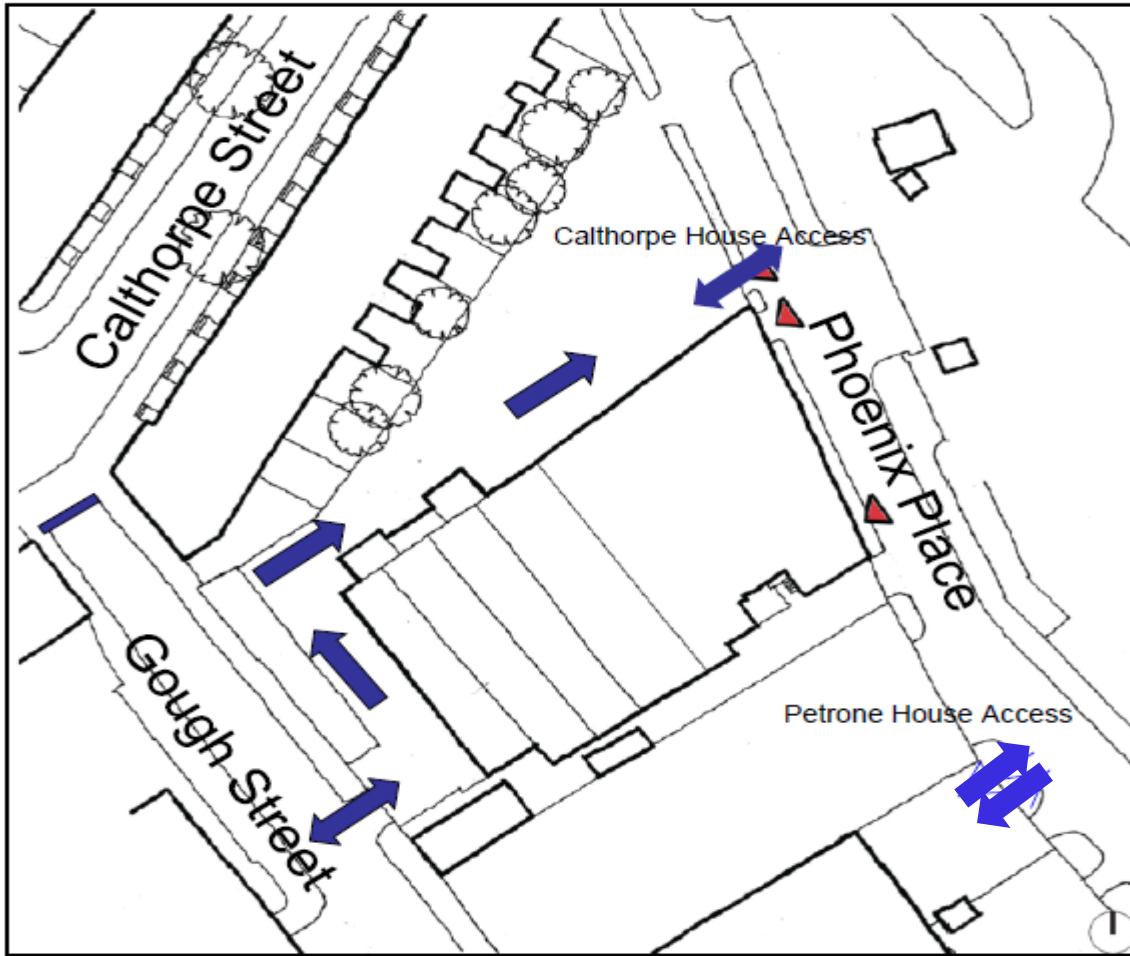 Calthorpe Street
Calthorpe House Access
Phoenix Place
Gough Street
Petrone House Access